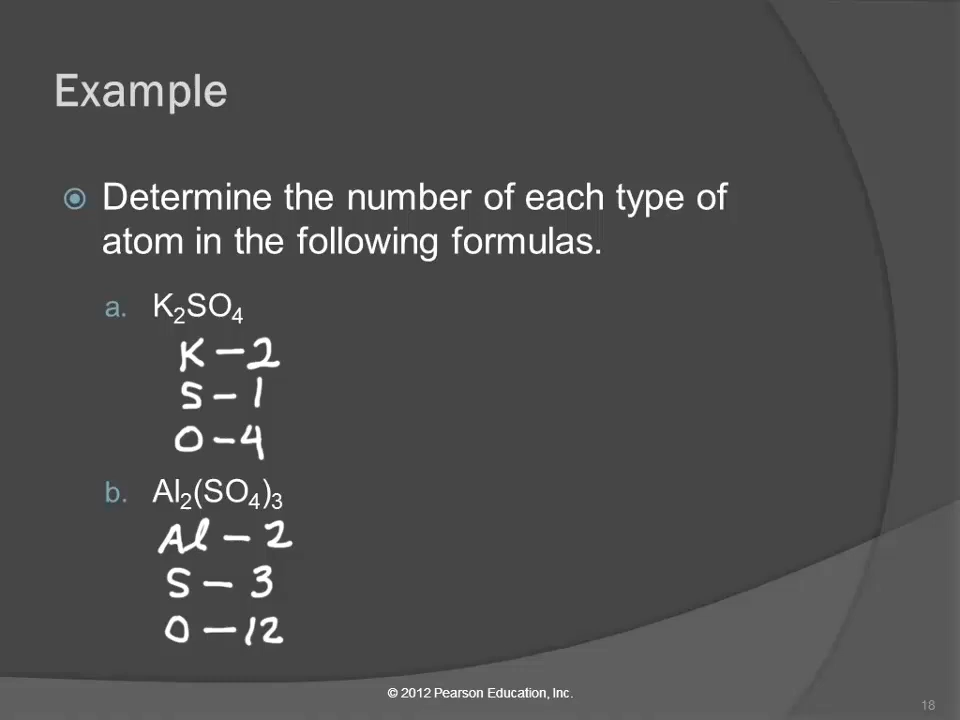 Example
Determine the number of each type of
atom in the following formulas.
a. K₂SO₄
K – 2
S – 1
O – 4
b. Al₂(SO₄)₃
Al – 2
S – 3
O – 12
© 2012 Pearson Education, Inc.
18